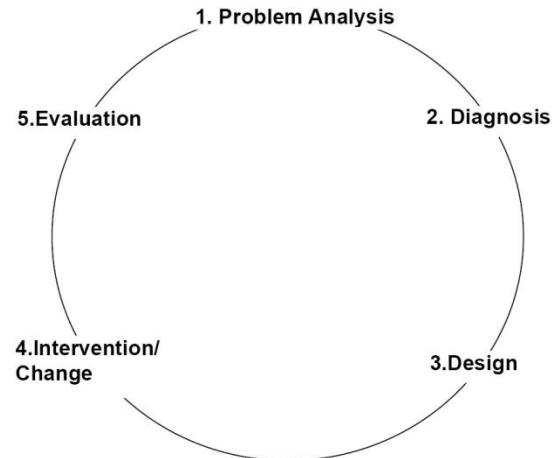 1. Problem Analysis
2. Diagnosis
3.Design
4.Intervention/
Change
5.Evaluation